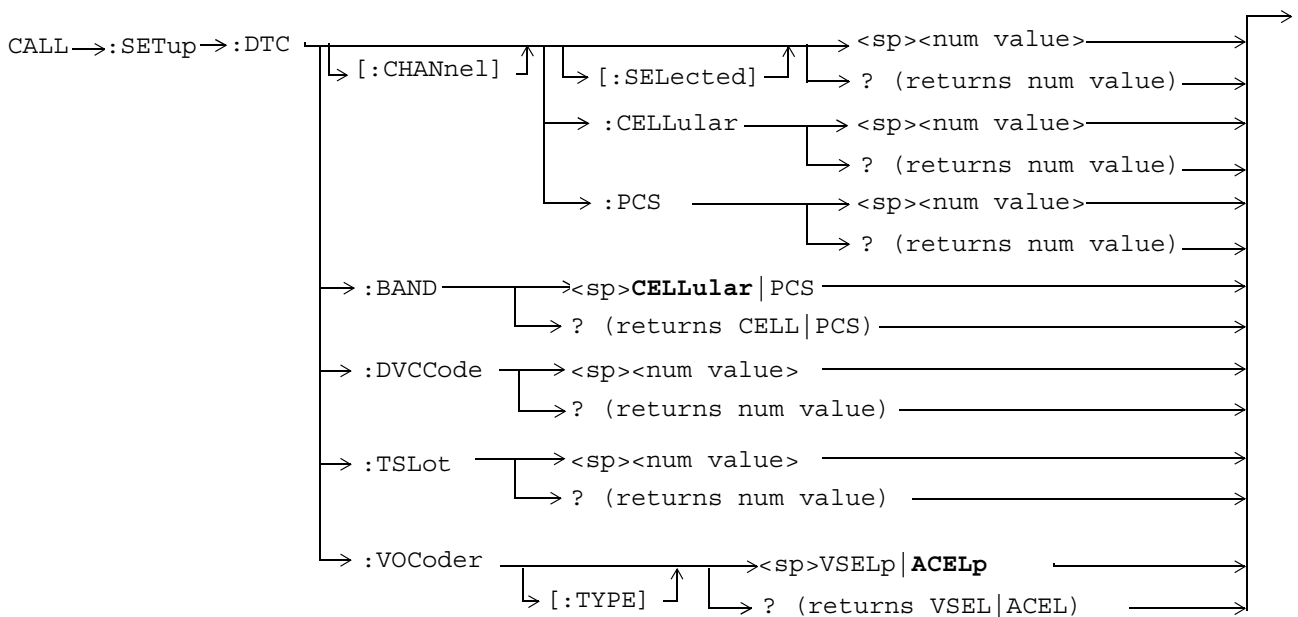 CALL :SETup :DTC <sp><num value>
[:CHANnel] [:SELected] ? (returns num value)
:CELLular <sp><num value>
? (returns num value)
:PCS <sp><num value>
? (returns num value)
:BAND <sp>CELLular|PCS
? (returns CELL|PCS)
:DVCCode <sp><num value>
? (returns num value)
:TSLot <sp><num value>
? (returns num value)
:VOCoder <sp>VSELp|ACELp
[:TYPE] ? (returns VSEL|ACEL)